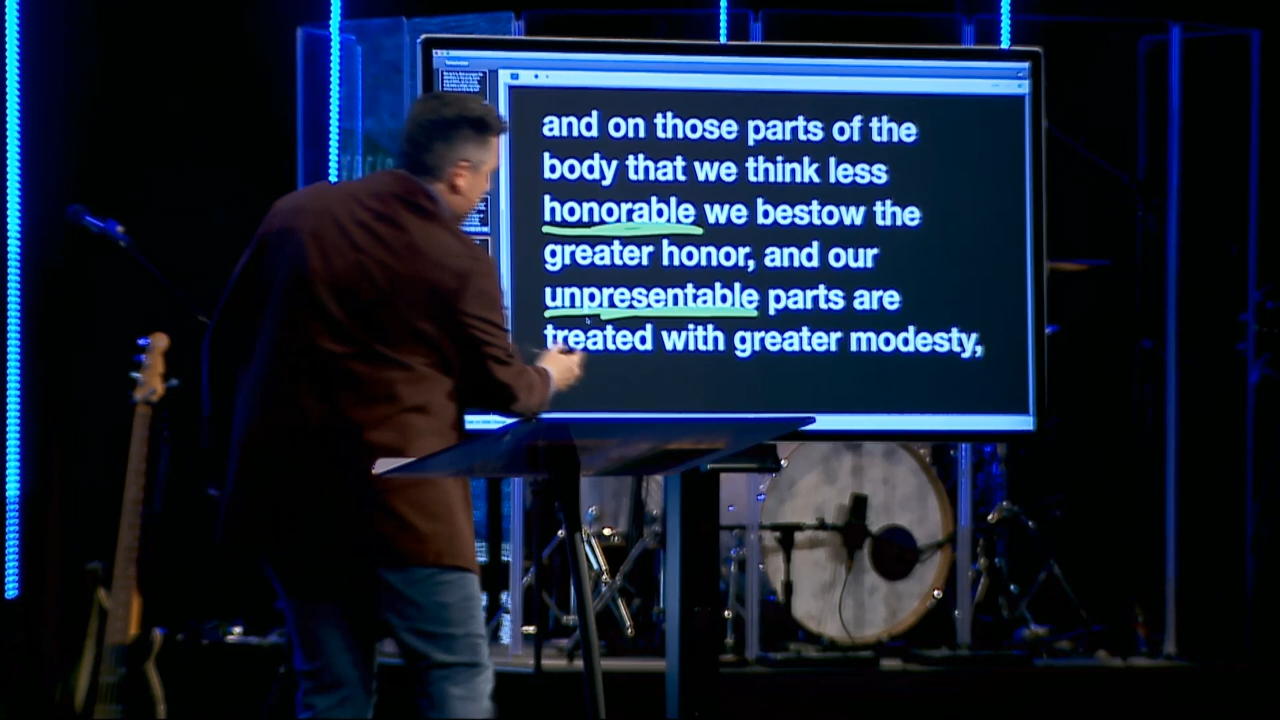 and on those parts of the
body that we think less
honorable we bestow the
greater honor, and our
unpresentable parts are
treated with greater modesty,